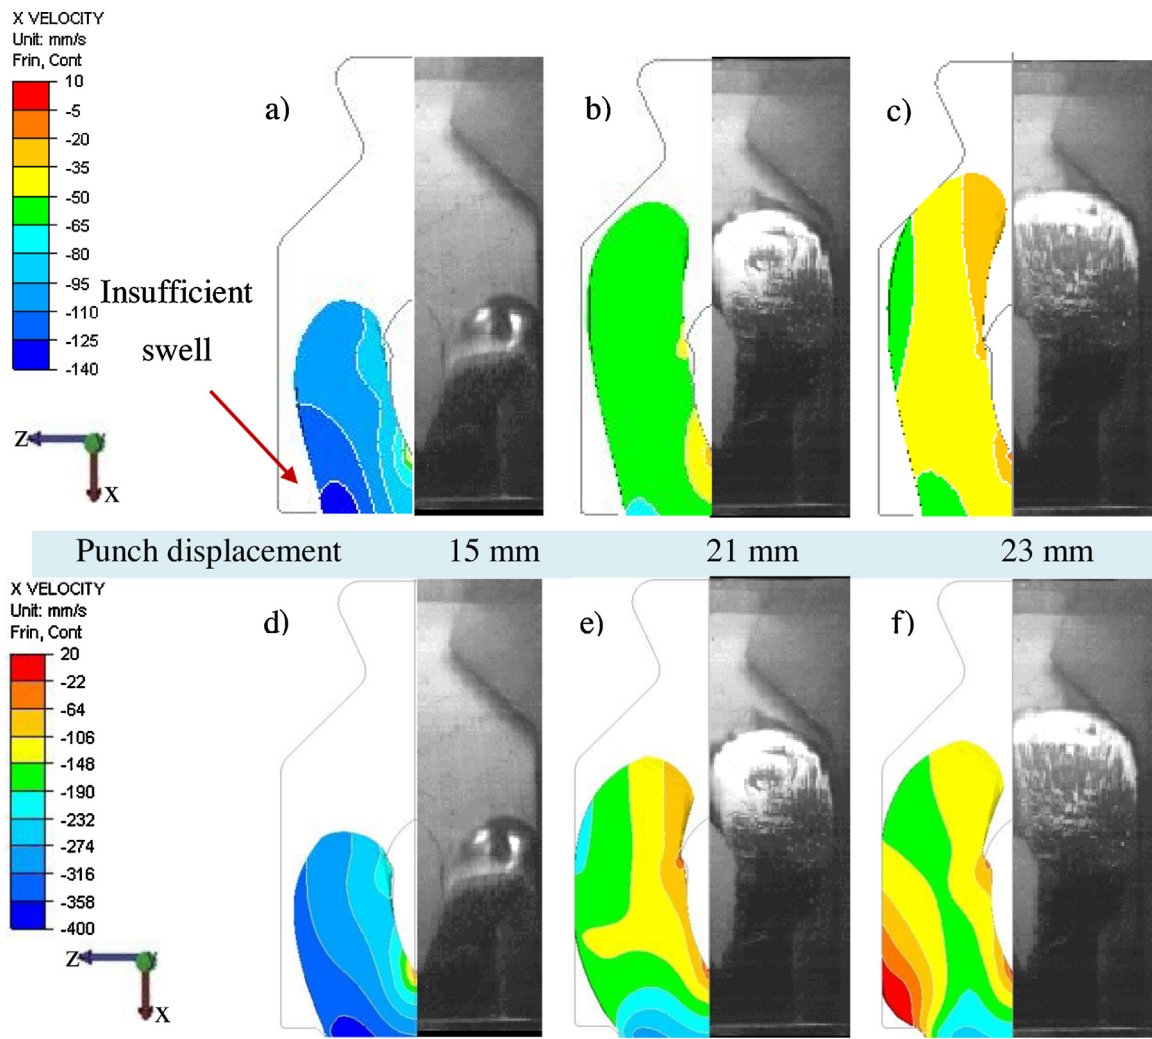 X VELOCITY
Unit: mm/s
Frin, Cont
10
-5
-20
-35
-50
-65
-80
-95
-110
-125
-140
a)
b)
c)
Insufficient
swell
Z
X
Punch displacement 15 mm 21 mm 23 mm
X VELOCITY
Unit: mm/s
Frin, Cont
20
-22
-64
-106
-148
-190
-232
-274
-316
-358
-400
d)
e)
f)
Z
X